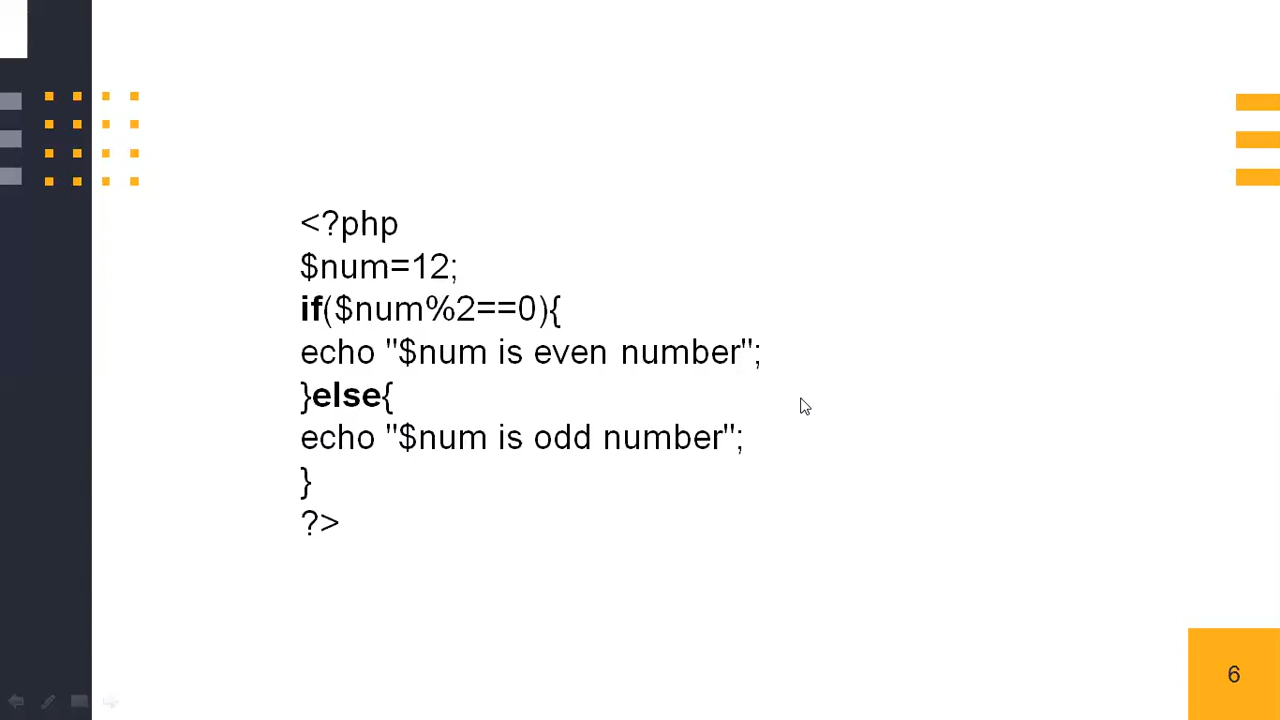 <?php
$num=12;
if($num%2==0){
echo "$num is even number";
}else{
echo "$num is odd number";
}
?>
6